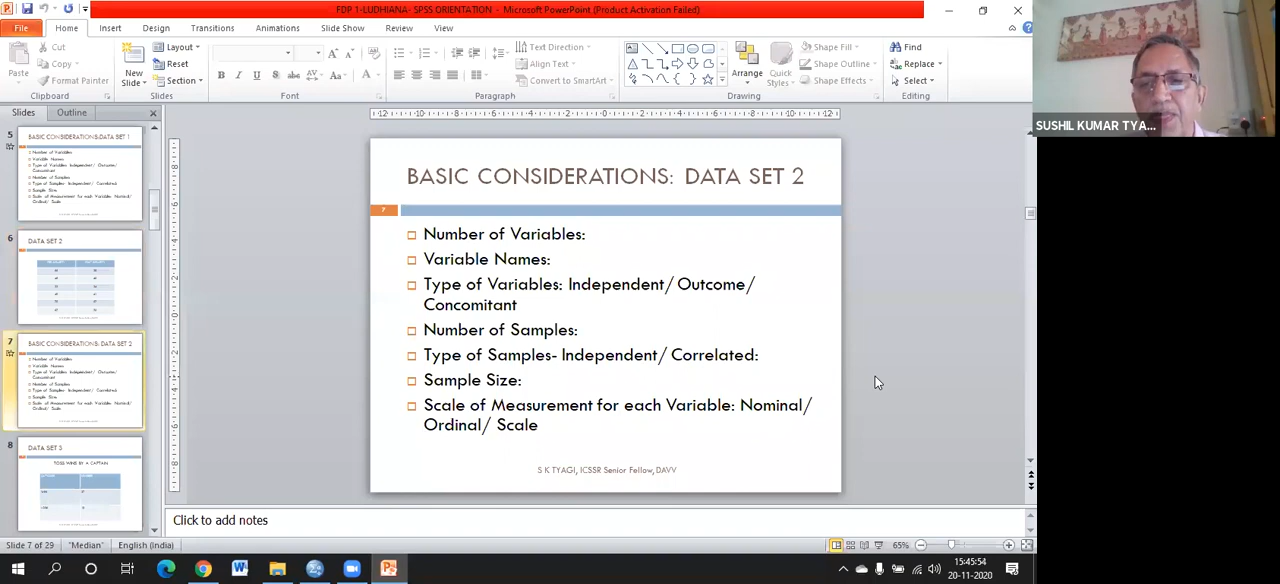 FDP 1-LUDHIANA- SPSS ORIENTATION - Microsoft PowerPoint (Product Activation Failed)
File
Home
Insert
Design
Transitions
Animations
Slide Show
Review
View
Paste
Cut
Copy
Format Painter
Clipboard
New
Slide
Layout
Reset
Section
Slides
Font
Paragraph
Text Direction
Align Text
Convert to SmartArt
Arrange
Quick
Styles
Shape Fill
Shape Outline
Shape Effects
Drawing
Find
Replace
Select
Editing
SUSHIL KUMAR TYA...
Slides
Outline
5
BASIC CONSIDERATIONS:DATA SET 1
Number of Variables
Variable Names
Type of Variables: Independent/ Outcome/
Concomitant
Number of Samples
Type of Samples- Independent/ Correlated
Sample Size
Scale of Measurement for each Variable: Nominal/
Ordinal/ Scale
6
DATA SET 2
7
BASIC CONSIDERATIONS: DATA SET 2
Number of Variables
Variable Names
Type of Variables: Independent/ Outcome/
Concomitant
Number of Samples
Type of Samples- Independent/ Correlated
Sample Size
Scale of Measurement for each Variable: Nominal/
Ordinal/ Scale
8
DATA SET 3
TOSS WINS BY A CAPTAIN
BASIC CONSIDERATIONS: DATA SET 2
7
Number of Variables:
Variable Names:
Type of Variables: Independent/ Outcome/
Concomitant
Number of Samples:
Type of Samples- Independent/ Correlated:
Sample Size:
Scale of Measurement for each Variable: Nominal/
Ordinal/ Scale
S K TYAGI, ICSSR Senior Fellow, DAVV
Click to add notes
Slide 7 of 29
"Median"
English (India)
65%
15:45:54
20-11-2020